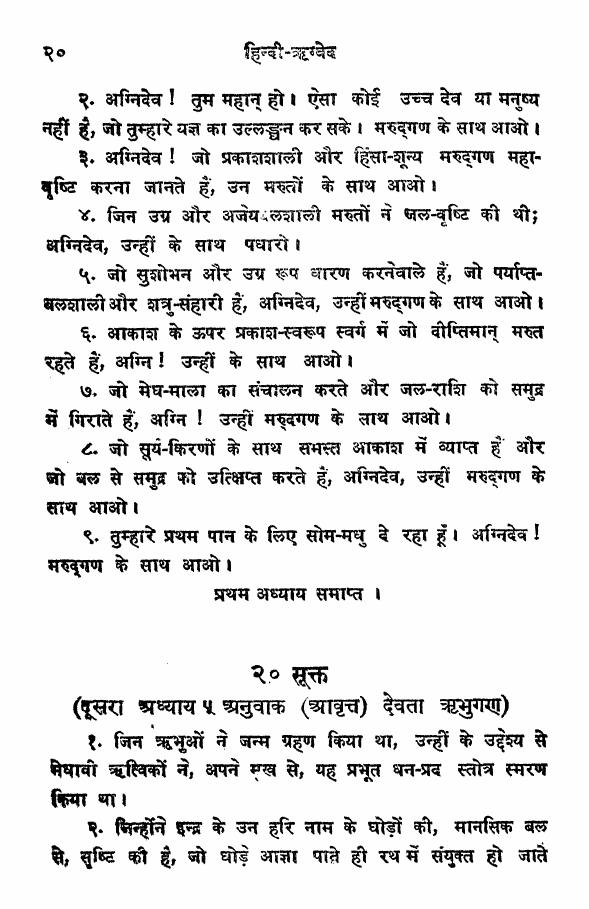 २० हिन्दी-ऋग्वेद
२. अग्निदेव ! तुम महान् हो। ऐसा कोई उच्च देव या मनुष्य
नहीं है, जो तुम्हारे यज्ञ का उल्लङ्घन कर सके। मरुद्गण के साथ आओ।
३. अग्निदेव ! जो प्रकाशशाली और हिंसा-शून्य मरुद्गण महा-
वृष्टि करना जानते हैं, उन मरुतों के साथ आओ।
४. जिन उग्र और अजेय-बलशाली मरुतों ने जल-वृष्टि की थी;
अग्निदेव, उन्हीं के साथ पधारो।
५. जो सुशोभन और उग्र रूप धारण करनेवाले हैं, जो पर्याप्त-
बलशाली और शत्रु-संहारी हैं, अग्निदेव, उन्हीं मरुद्गण के साथ आओ।
६. आकाश के ऊपर प्रकाश-स्वरूप स्वर्ग में जो दीप्तिमान् मरुत
रहते हैं, अग्नि ! उन्हीं के साथ आओ।
७. जो मेघ-माला का संचालन करते और जल-राशि को समुद्र
में गिराते हैं, अग्नि ! उन्हीं मरुद्गण के साथ आओ।
८. जो सूर्य-किरणों के साथ समस्त आकाश में व्याप्त हैं और
जो बल से समुद्र को उत्क्षिप्त करते हैं, अग्निदेव, उन्हीं मरुद्गण के
साथ आओ।
९. तुम्हारे प्रथम पान के लिए सोम-मधु दे रहा हूँ। अग्निदेव !
मरुद्गण के साथ आओ।
प्रथम अध्याय समाप्त ।
२० सूक्त
(दूसरा अध्याय ५ अनुवाक (आवृत्त) देवता ऋभुगण)
१. जिन ऋभुओं ने जन्म ग्रहण किया था, उन्हीं के उद्देश्य से
मेधावी ऋत्विकों ने, अपने मुख से, यह प्रभूत धन-प्रद स्तोत्र स्मरण
किया था।
२. जिन्होंने इन्द्र के उन हरि नाम के घोड़ों की, मानसिक बल
से, सृष्टि की है, जो घोड़े आज्ञा पाते ही रथ में संयुक्त हो जाते